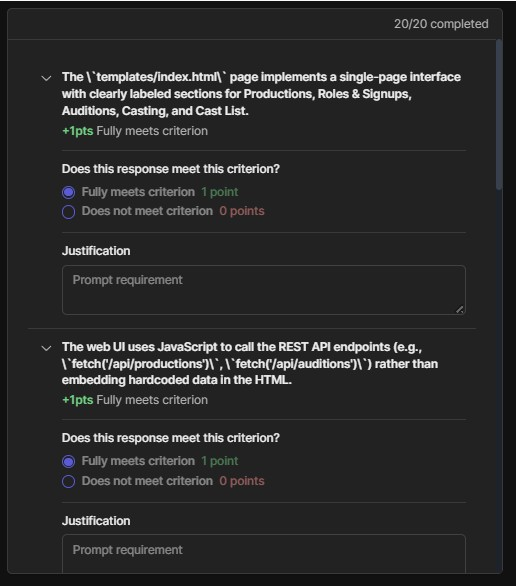 20/20 completed
The \`templates/index.html\` page implements a single-page interface
with clearly labeled sections for Productions, Roles & Signups,
Auditions, Casting, and Cast List.
+1pts Fully meets criterion
Does this response meet this criterion?
Fully meets criterion 1 point
Does not meet criterion 0 points
Justification
Prompt requirement
The web UI uses JavaScript to call the REST API endpoints (e.g.,
\`fetch('/api/productions')\`, \`fetch('/api/auditions')\`) rather than
embedding hardcoded data in the HTML.
+1pts Fully meets criterion
Does this response meet this criterion?
Fully meets criterion 1 point
Does not meet criterion 0 points
Justification
Prompt requirement